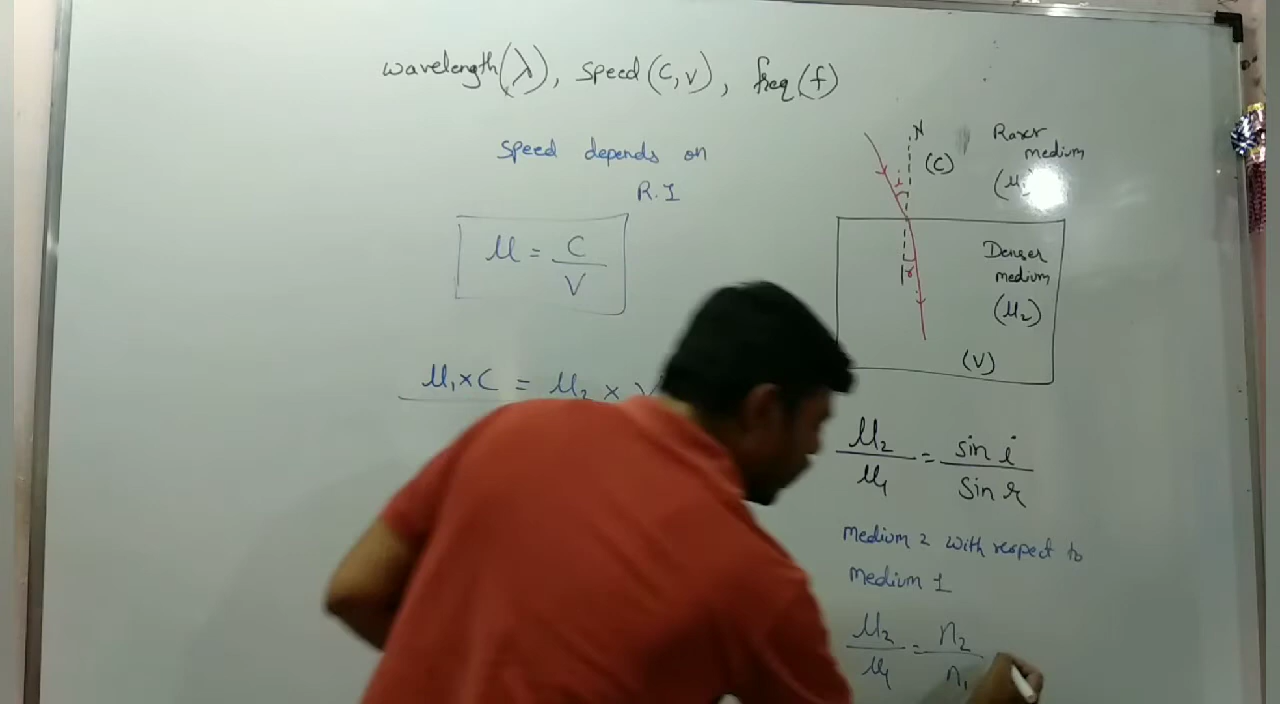 wavelength(λ), speed(C,V), freq(f)
speed depends on
R.I
μ = C / V
μ₁ × C = μ₂ × V
N
i
(C)
Rarer
medium
(μ
r
Denser
medium
(μ₂)
(V)
μ₂ / μ₁ = sin i / sin r
Medium 2 with respect to
Medium 1
μ₂ / μ₁ = n₂ / n₁